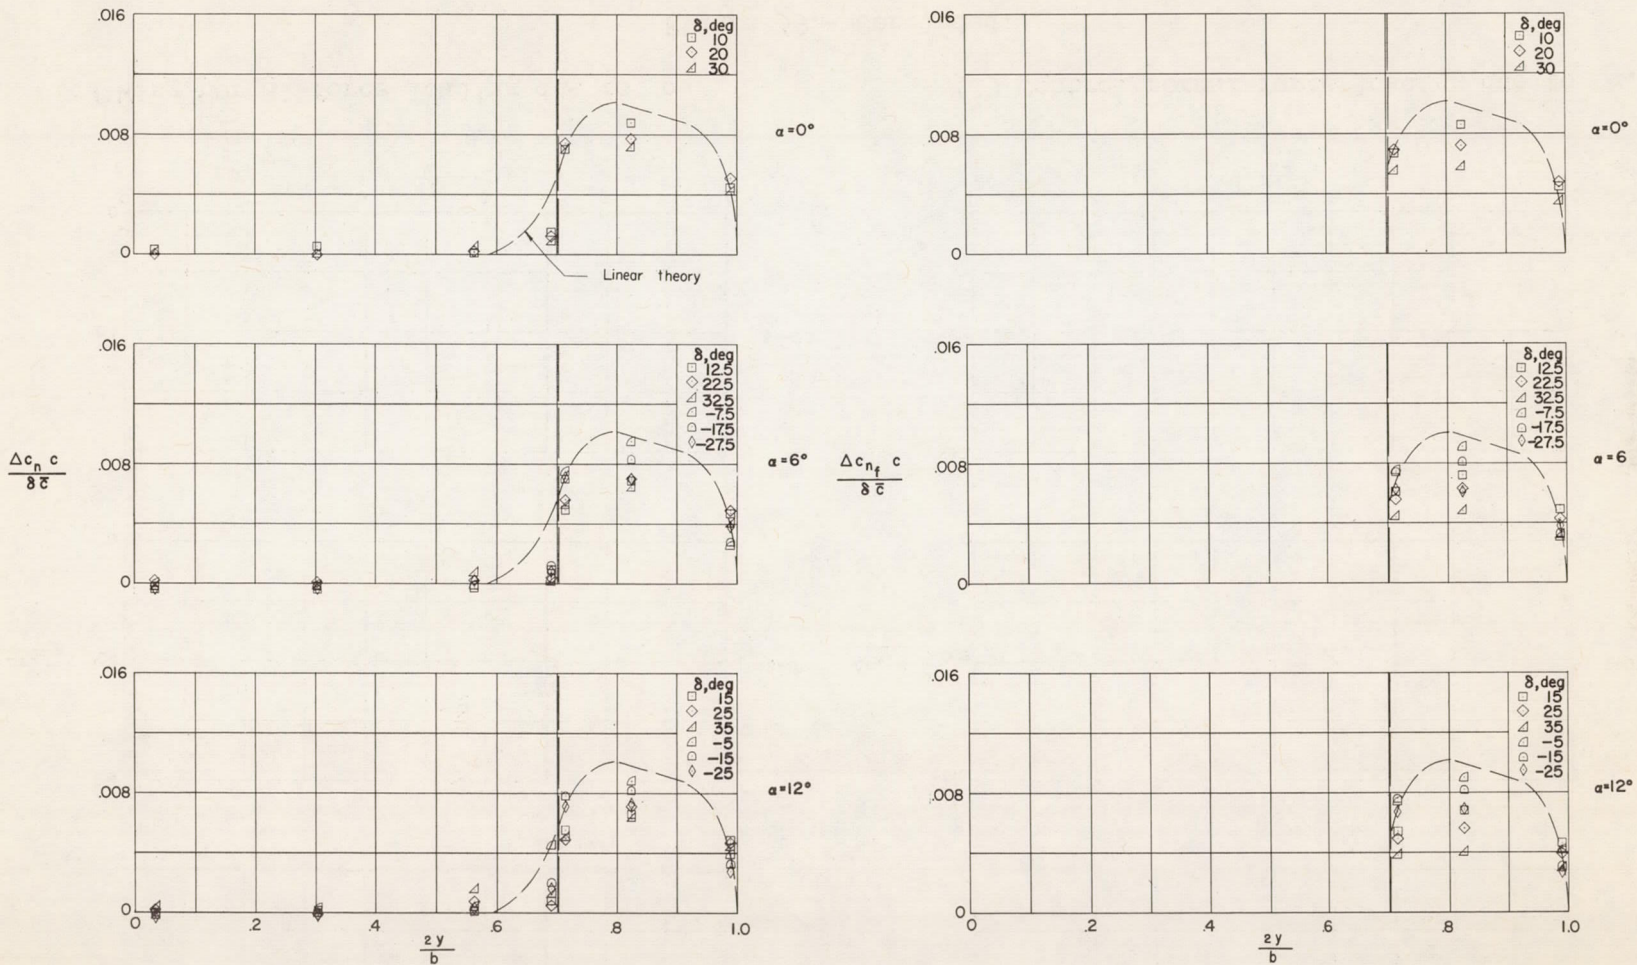 .016
.008
0
δ, deg
10
20
30
α = 0°
Linear theory
.016
.008
0
δ, deg
10
20
30
α = 0°
Δc_n c
δ c̄
.016
.008
0
δ, deg
12.5
22.5
32.5
-7.5
-17.5
-27.5
α = 6°
Δc_nf c
δ c̄
.016
.008
0
δ, deg
12.5
22.5
32.5
-7.5
-17.5
-27.5
α = 6
.016
.008
0
δ, deg
15
25
35
-5
-15
-25
α = 12°
0 .2 .4 .6 .8 1.0
2y
b
.016
.008
0
δ, deg
15
25
35
-5
-15
-25
α = 12°
0 .2 .4 .6 .8 1.0
2y
b